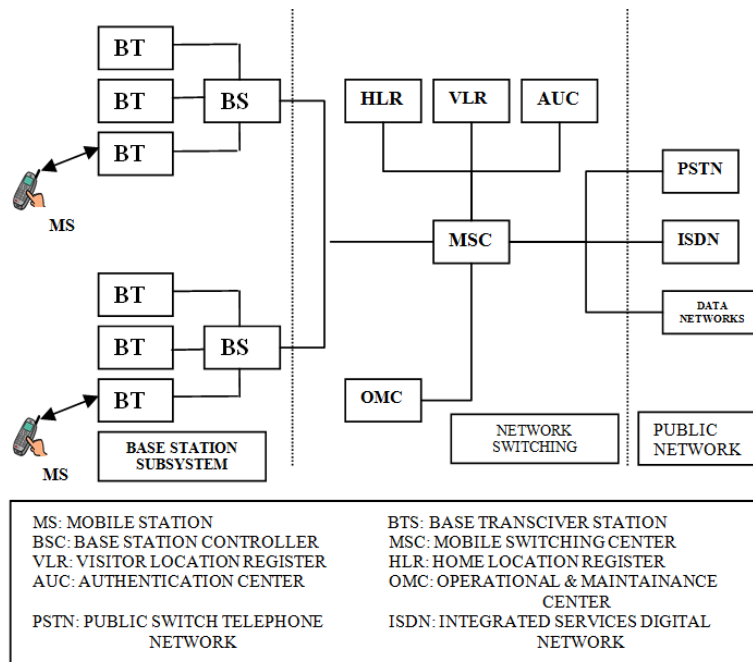 BT
BT
BS
BT
MS
HLR
VLR
AUC
PSTN
MSC
ISDN
DATA
NETWORKS
BT
BT
BS
BT
MS
OMC
BASE STATION
SUBSYSTEM
NETWORK
SWITCHING
PUBLIC
NETWORK
MS: MOBILE STATION
BTS: BASE TRANSCIVER STATION
BSC: BASE STATION CONTROLLER
MSC: MOBILE SWITCHING CENTER
VLR: VISITOR LOCATION REGISTER
HLR: HOME LOCATION REGISTER
AUC: AUTHENTICATION CENTER
OMC: OPERATIONAL & MAINTAINANCE
CENTER
PSTN: PUBLIC SWITCH TELEPHONE
NETWORK
ISDN: INTEGRATED SERVICES DIGITAL
NETWORK